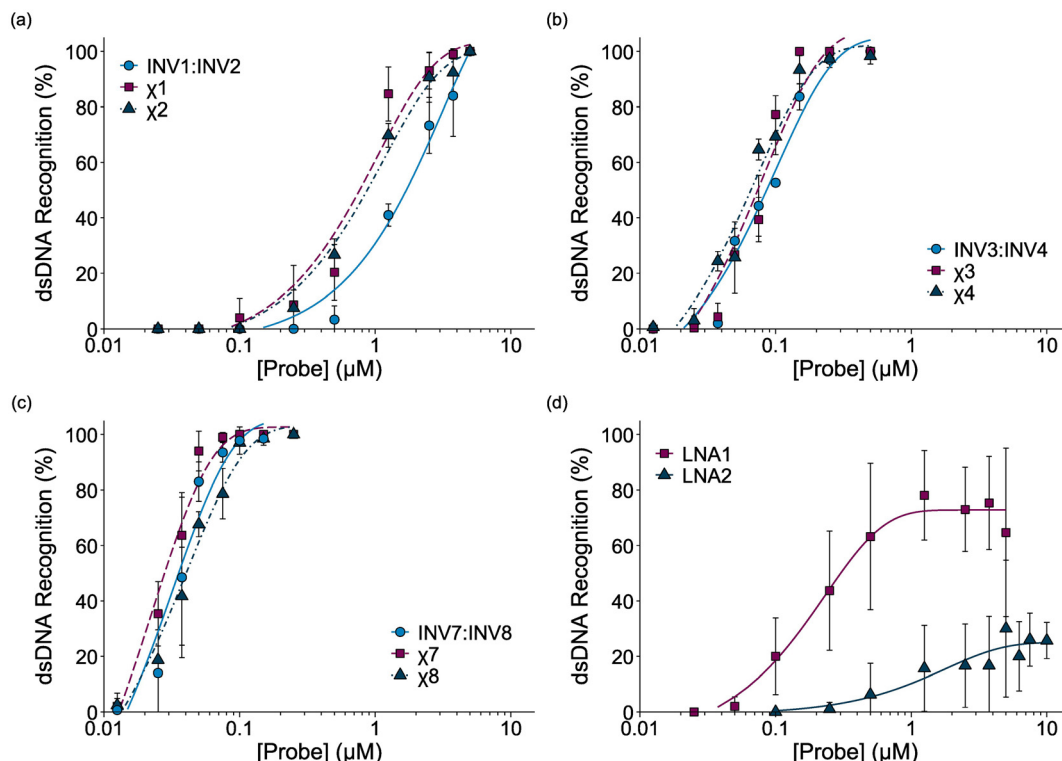 (a)
dsDNA Recognition (%)
100
80
60
40
20
0
INV1:INV2
χ1
χ2
0.01
0.1
1
10
[Probe] (µM)
(b)
dsDNA Recognition (%)
100
80
60
40
20
0
INV3:INV4
χ3
χ4
0.01
0.1
1
10
[Probe] (µM)
(c)
dsDNA Recognition (%)
100
80
60
40
20
0
INV7:INV8
χ7
χ8
0.01
0.1
1
10
[Probe] (µM)
(d)
dsDNA Recognition (%)
100
80
60
40
20
0
LNA1
LNA2
0.01
0.1
1
10
[Probe] (µM)